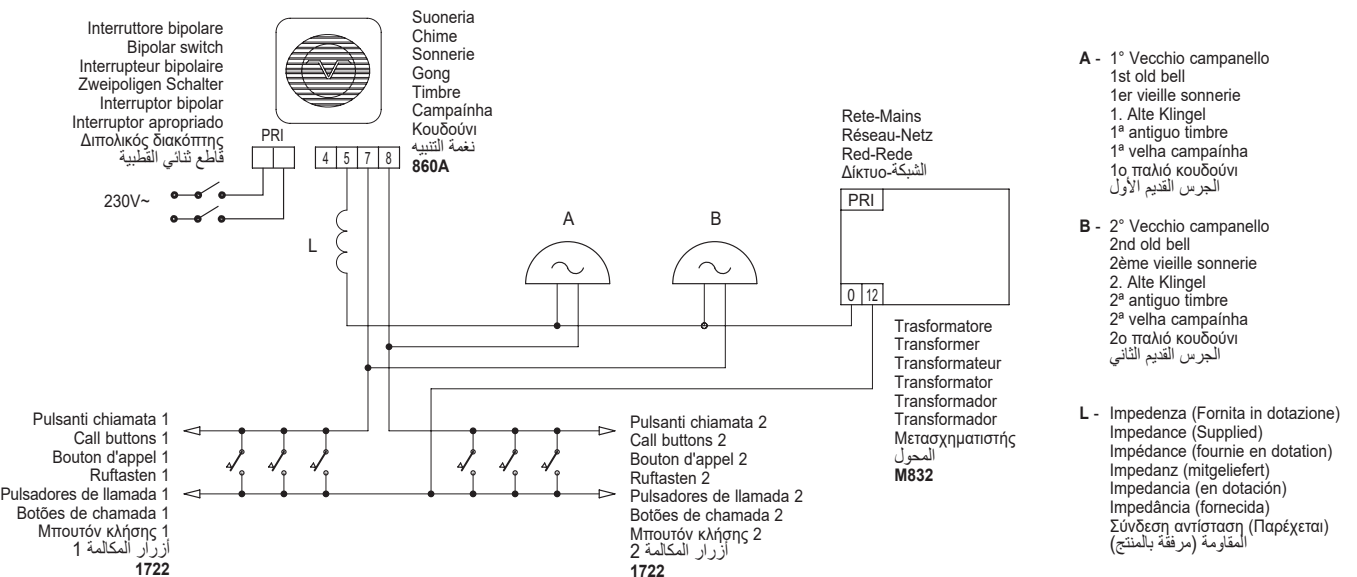 Interruttore bipolare
Bipolar switch
Interrupteur bipolaire
Zweipoligen Schalter
Interruptor bipolar
Interruptor apropriado
Διπολικός διακόπτης
قاطع ثنائي القطبية
PRI
230V~
Suoneria
Chime
Sonnerie
Gong
Timbre
Campaínha
Κουδούνι
نغمة التنبيه
860A
4 5 7 8
L
A
B
Rete-Mains
Réseau-Netz
Red-Rede
Δίκτυο-الشبكة
PRI
0 12
Trasformatore
Transformer
Transformateur
Transformator
Transformador
Transformador
Μετασχηματιστής
المحول
M832
Pulsanti chiamata 1
Call buttons 1
Bouton d'appel 1
Ruftasten 1
Pulsadores de llamada 1
Botões de chamada 1
Μπουτόν κλήσης 1
أزرار المكالمة 1
1722
Pulsanti chiamata 2
Call buttons 2
Bouton d'appel 2
Ruftasten 2
Pulsadores de llamada 2
Botões de chamada 2
Μπουτόν κλήσης 2
أزرار المكالمة 2
1722
A - 1° Vecchio campanello
1st old bell
1er vieille sonnerie
1. Alte Klingel
1ª antiguo timbre
1ª velha campaínha
1ο παλιό κουδούνι
الجرس القديم الأول
B - 2° Vecchio campanello
2nd old bell
2ème vieille sonnerie
2. Alte Klingel
2ª antiguo timbre
2ª velha campaínha
2ο παλιό κουδούνι
الجرس القديم الثاني
L - Impedenza (Fornita in dotazione)
Impedance (Supplied)
Impédance (fournie en dotation)
Impedanz (mitgeliefert)
Impedancia (en dotación)
Impedância (fornecida)
Σύνδεση αντίσταση (Παρέχεται)
المقاومة (مرفقة بالمنتج)